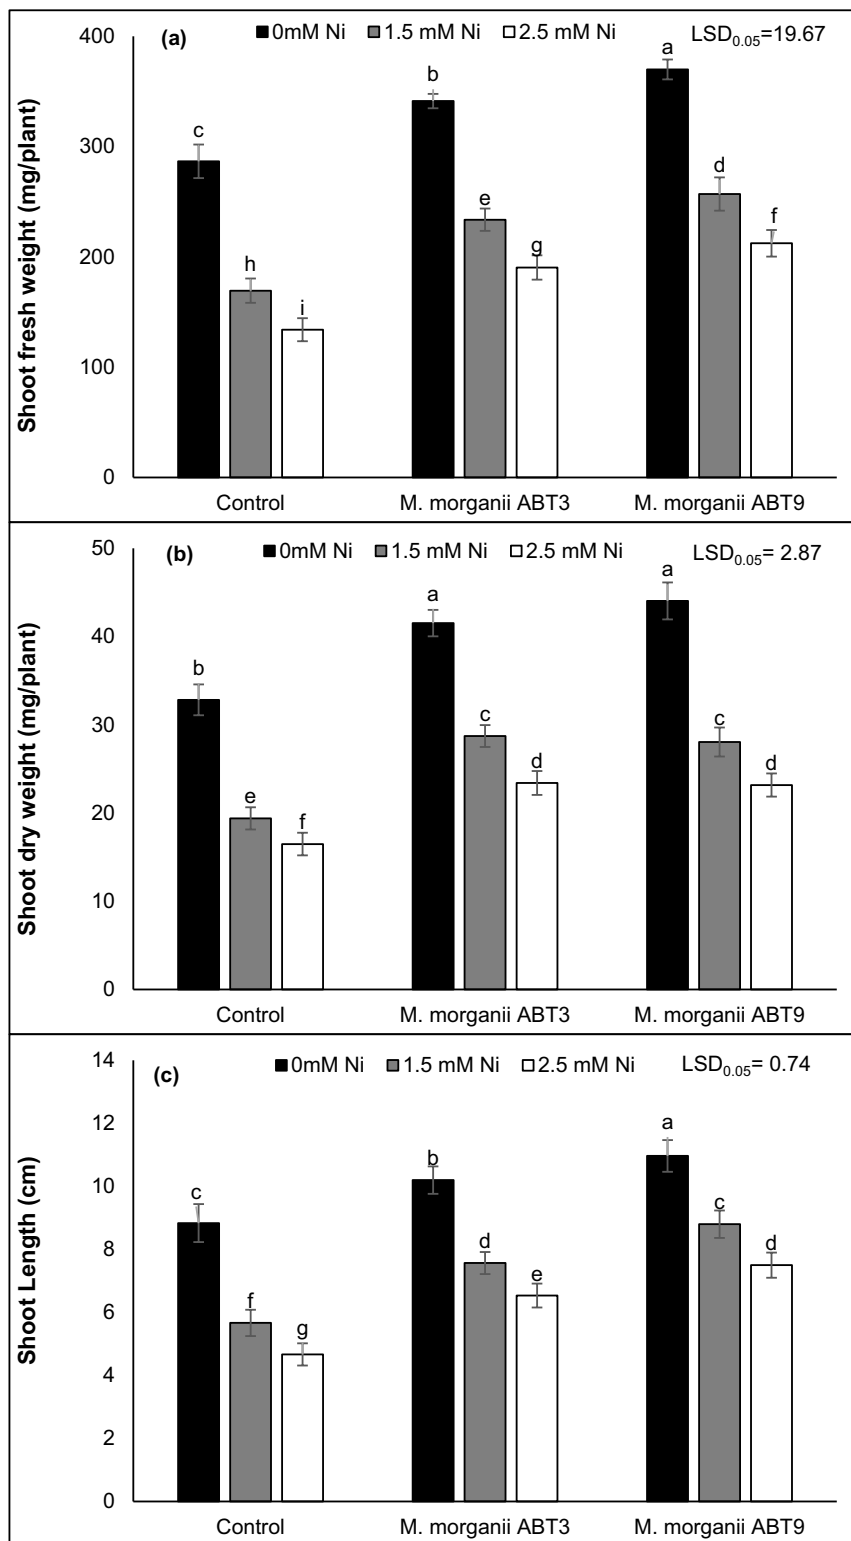 (a) 0mM Ni 1.5 mM Ni 2.5 mM Ni LSD0.05=19.67
Shoot fresh weight (mg/plant)
400
300
200
100
0
c
h
i
b
e
g
a
d
f
Control M. morganii ABT3 M. morganii ABT9
(b) 0mM Ni 1.5 mM Ni 2.5 mM Ni LSD0.05= 2.87
Shoot dry weight (mg/plant)
50
40
30
20
10
0
b
e
f
a
c
d
a
c
d
Control M. morganii ABT3 M. morganii ABT9
(c) 0mM Ni 1.5 mM Ni 2.5 mM Ni LSD0.05= 0.74
Shoot Length (cm)
14
12
10
8
6
4
2
0
c
f
g
b
d
e
a
c
d
Control M. morganii ABT3 M. morganii ABT9